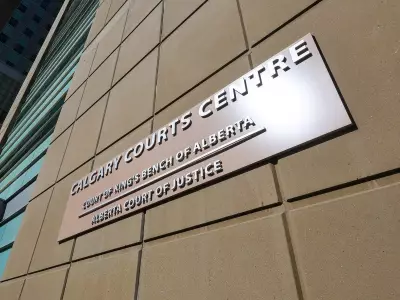 CALGARY COURTS CENTRE
COURT OF KING'S BENCH OF ALBERTA
ALBERTA COURT OF JUSTICE